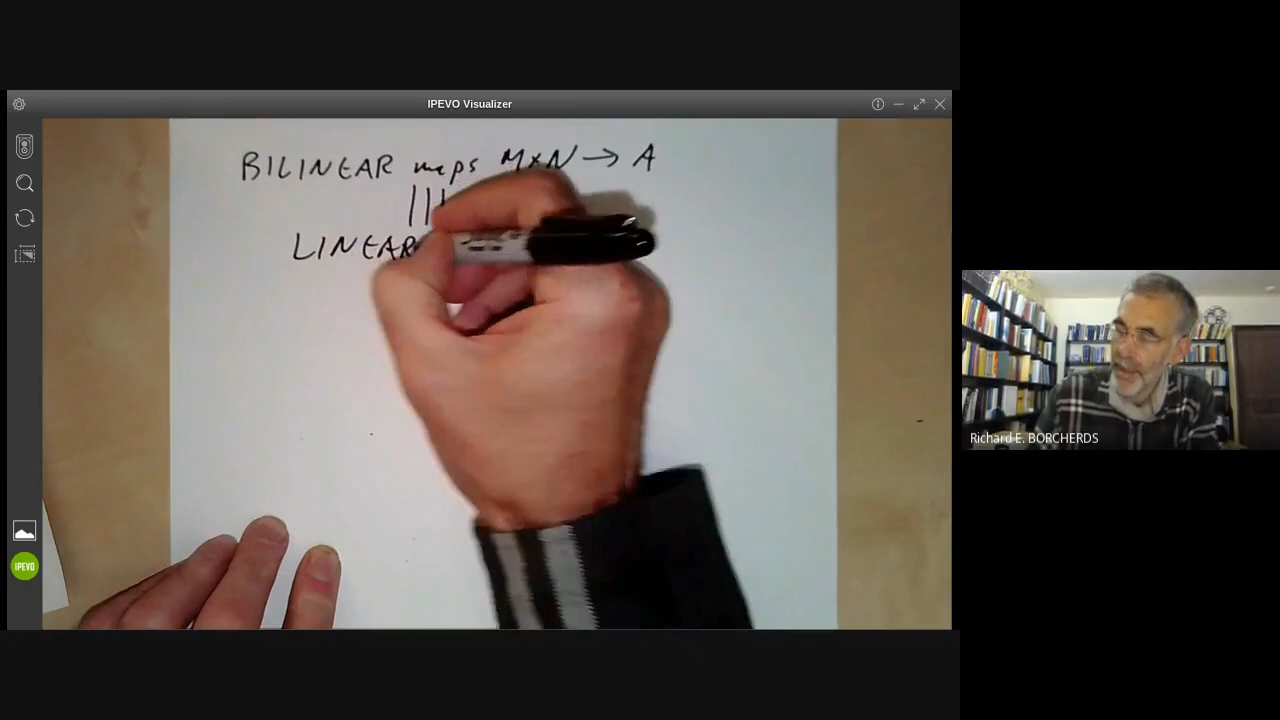 IPEVO Visualizer
BILINEAR maps M×N → A
LINEAR
IPEVO
Richard E. BORCHERDS